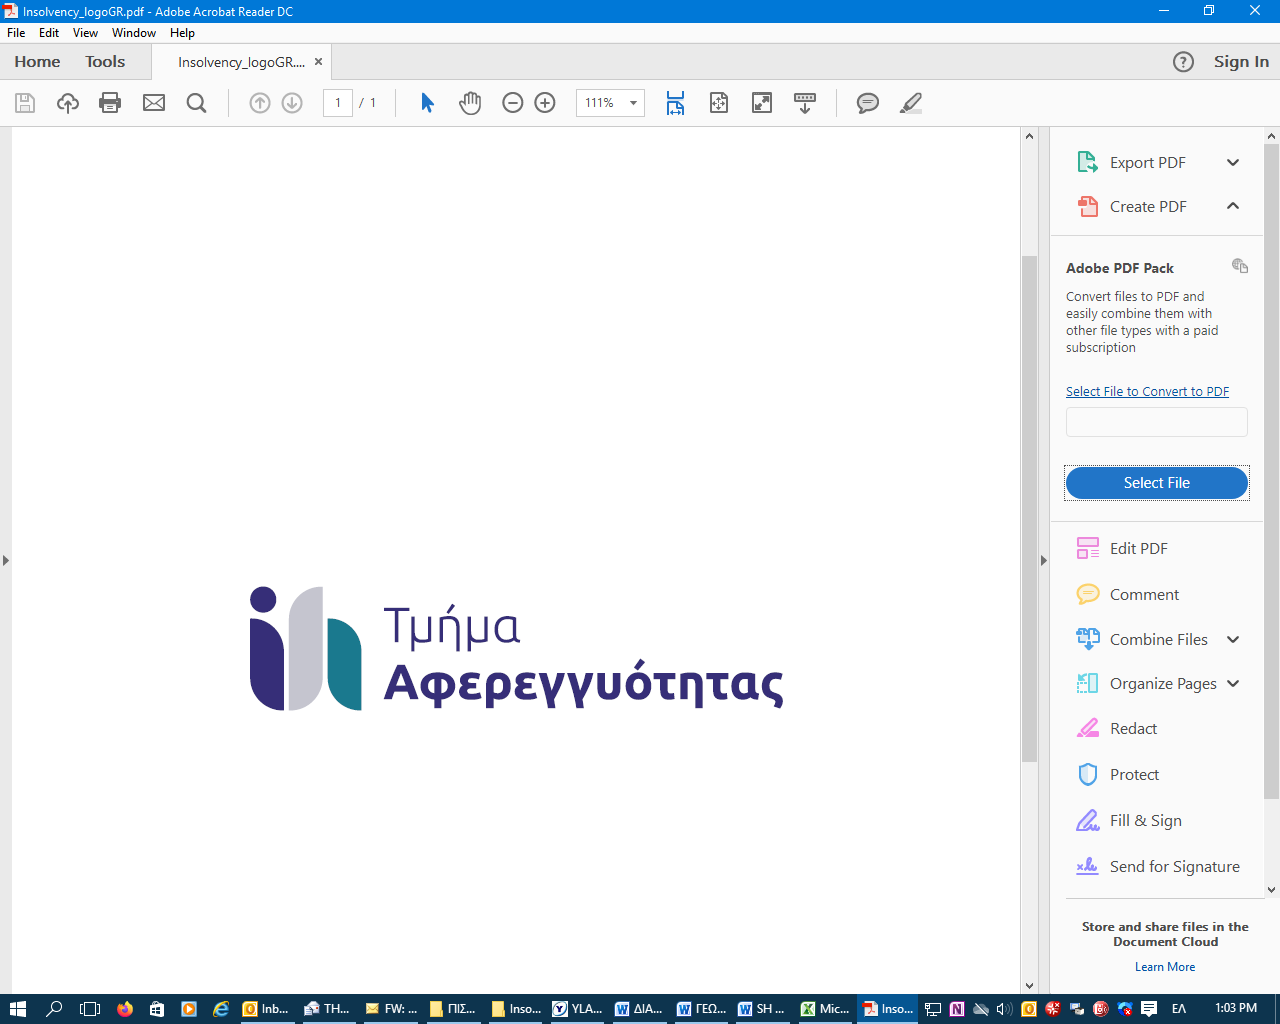 Insolvency_logoGR.pdf - Adobe Acrobat Reader DC
File Edit View Window Help
Home Tools Insolvency_logoGR.... × ? Sign In
1 / 1 111%
Export PDF
Create PDF
Adobe PDF Pack
Convert files to PDF and
easily combine them with
other file types with a paid
subscription
Select File to Convert to PDF
Select File
Edit PDF
Comment
Combine Files
Organize Pages
Redact
Protect
Fill & Sign
Send for Signature
Store and share files in the
Document Cloud
Learn More
Τμήμα
Αφερεγγυότητας
Inb... TH... FW: ... ΠΙΣ... Inso... YLA... ΔΙΑ... ΓΕΩ... SH ... Mic... Inso... ΕΛ 1:03 PM